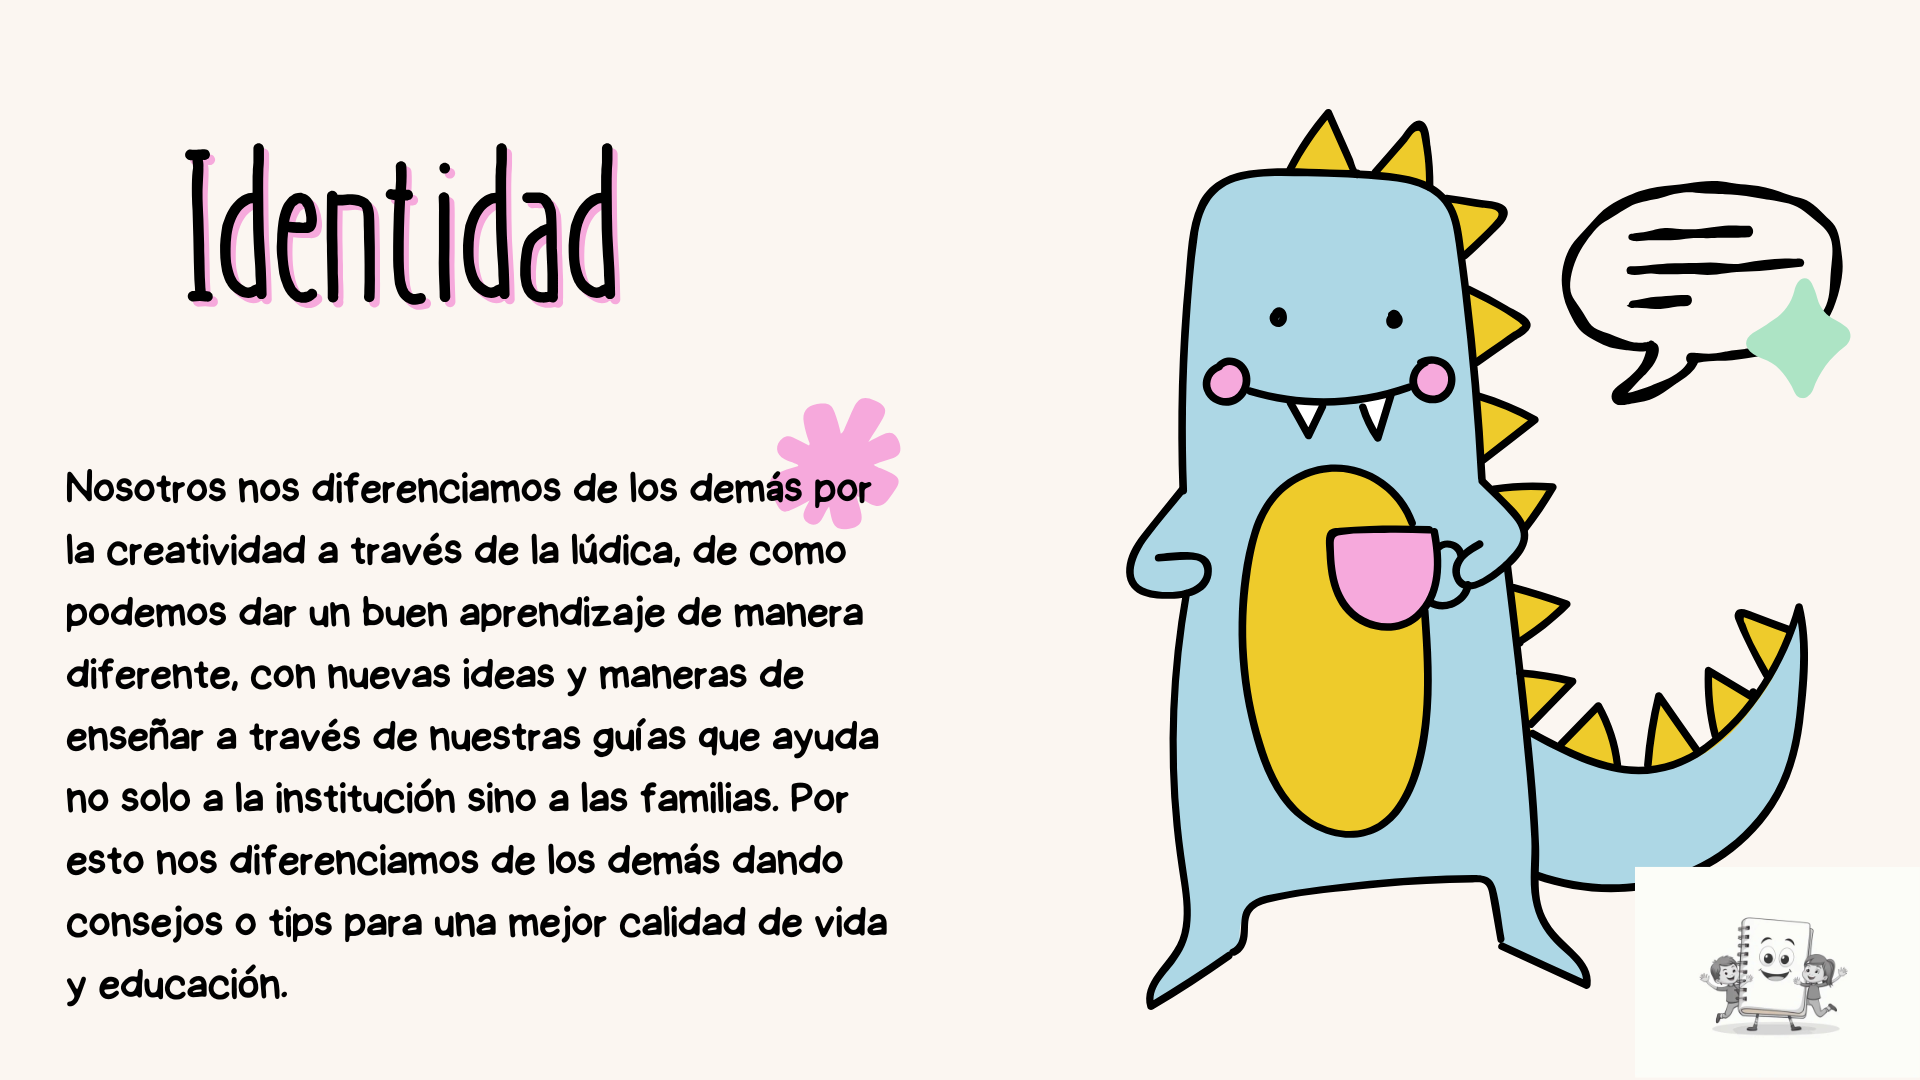 Identidad
Nosotros nos diferenciamos de los demás por
la creatividad a través de la lúdica, de como
podemos dar un buen aprendizaje de manera
diferente, con nuevas ideas y maneras de
enseñar a través de nuestras guías que ayuda
no solo a la institución sino a las familias. Por
esto nos diferenciamos de los demás dando
consejos o tips para una mejor calidad de vida
y educación.